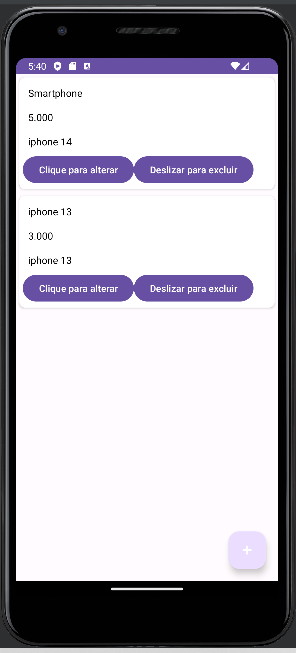 5:40
Smartphone
5.000
iphone 14
Clique para alterar Deslizar para excluir
iphone 13
3.000
iphone 13
Clique para alterar Deslizar para excluir
+